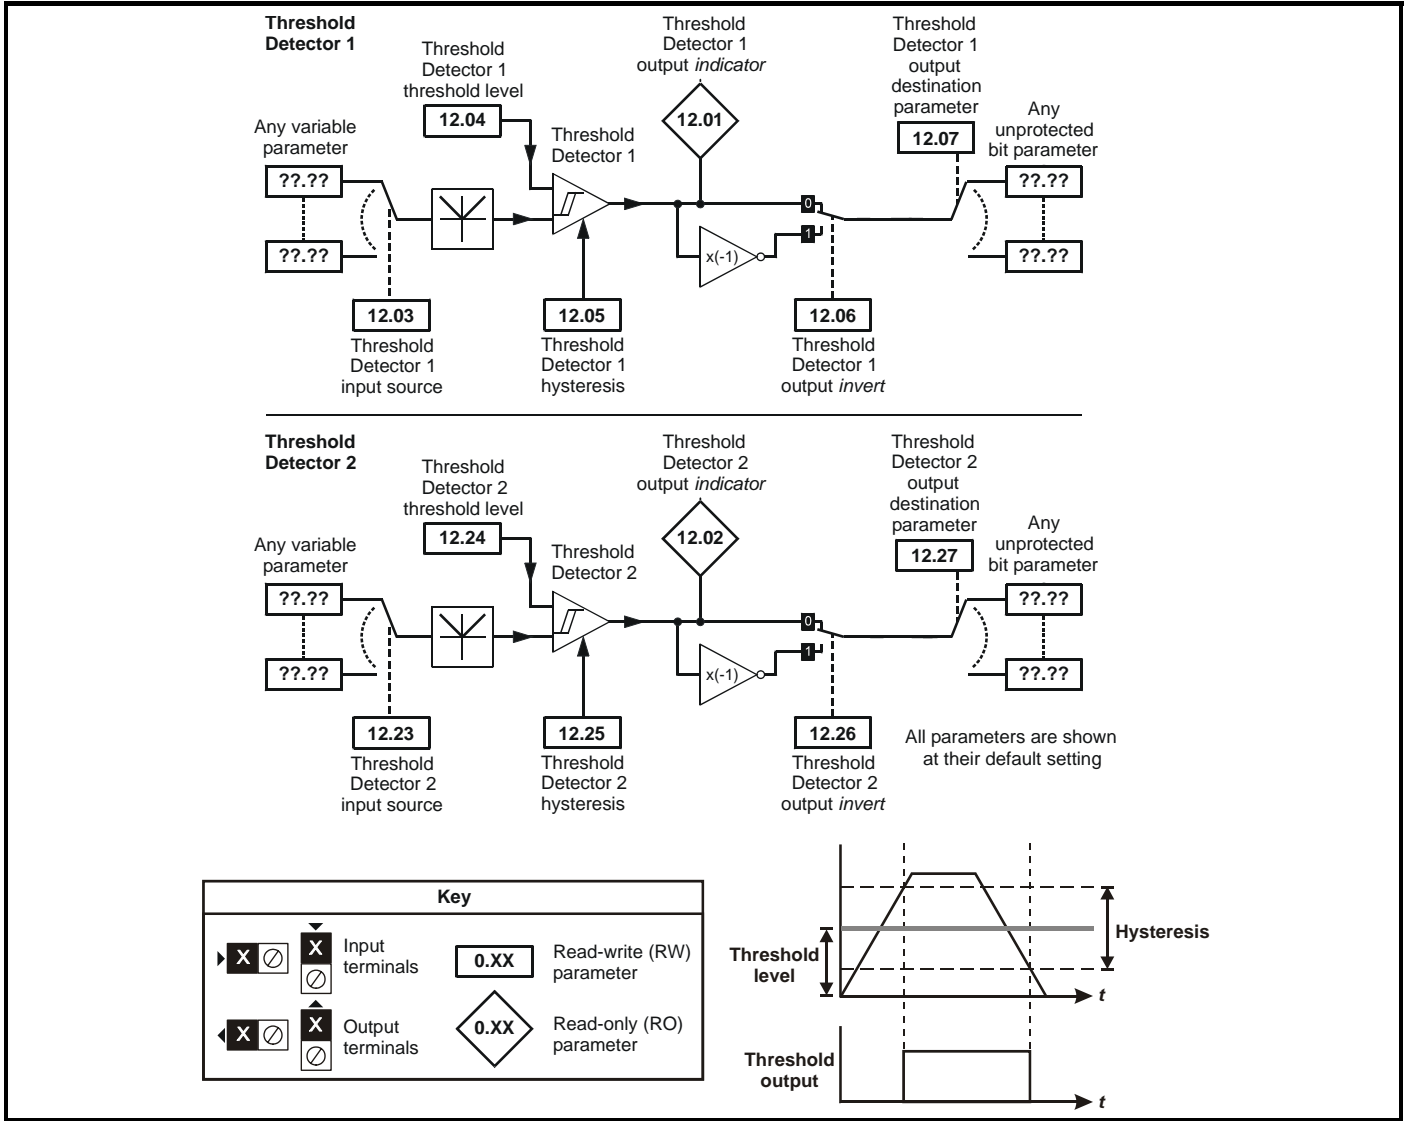 Threshold
Detector 1
Threshold
Detector 1
threshold level
12.04
Threshold
Detector 1
output indicator
12.01
Threshold
Detector 1
output
destination
parameter
12.07
Any variable
parameter
??.??
??.??
Threshold
Detector 1
Any
unprotected
bit parameter
??.??
??.??
0
1
x(-1)
12.03
Threshold
Detector 1
input source
12.05
Threshold
Detector 1
hysteresis
12.06
Threshold
Detector 1
output invert
Threshold
Detector 2
Threshold
Detector 2
threshold level
12.24
Threshold
Detector 2
output indicator
12.02
Threshold
Detector 2
output
destination
parameter
12.27
Any variable
parameter
??.??
??.??
Threshold
Detector 2
Any
unprotected
bit parameter
??.??
??.??
0
1
x(-1)
12.23
Threshold
Detector 2
input source
12.25
Threshold
Detector 2
hysteresis
12.26
Threshold
Detector 2
output invert
All parameters are shown
at their default setting
Key
X
X
Input
terminals
0.XX
Read-write (RW)
parameter
X
X
Output
terminals
0.XX
Read-only (RO)
parameter
Threshold
level
Hysteresis
t
Threshold
output
t